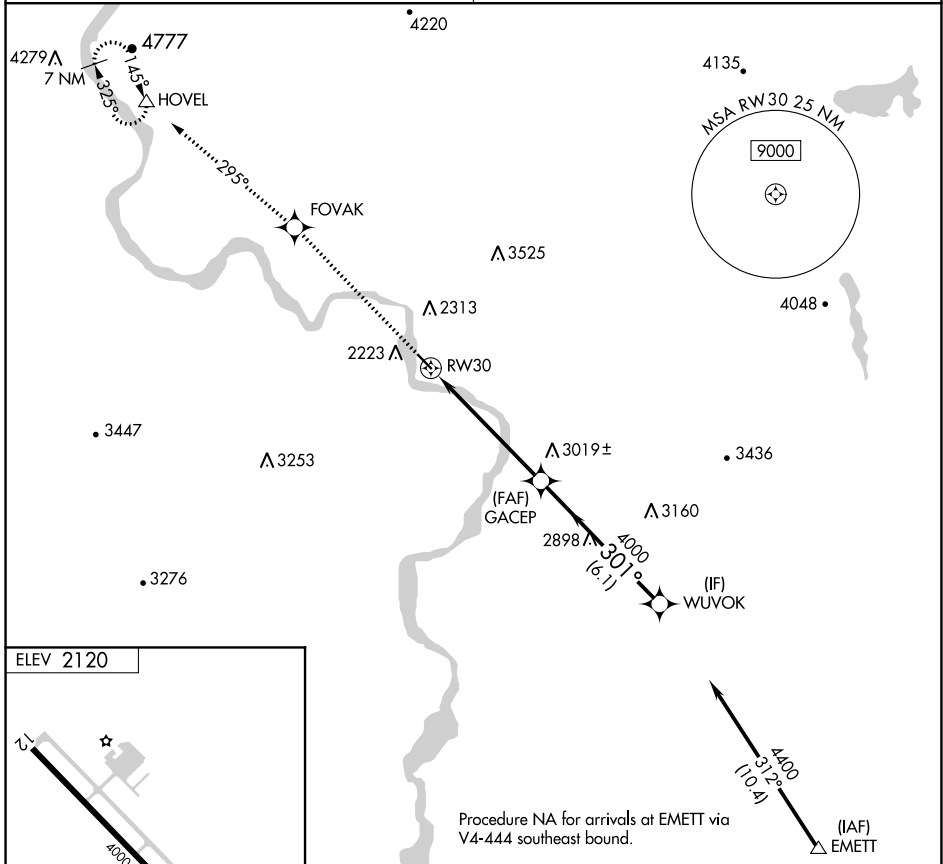 4220
4777
4279
7 NM
145°
325°
HOVEL
4135
MSA RW30 25 NM
9000
295°
FOVAK
3525
4048
2313
2223
RW30
3447
3253
3019±
3436
(FAF)
GACEP
3160
2898
4000
301°
(6.1)
(IF)
WUVOK
3276
ELEV 2120
12
4000
4400
312°
(10.4)
Procedure NA for arrivals at EMETT via
V4-444 southeast bound.
(IAF)
EMETT